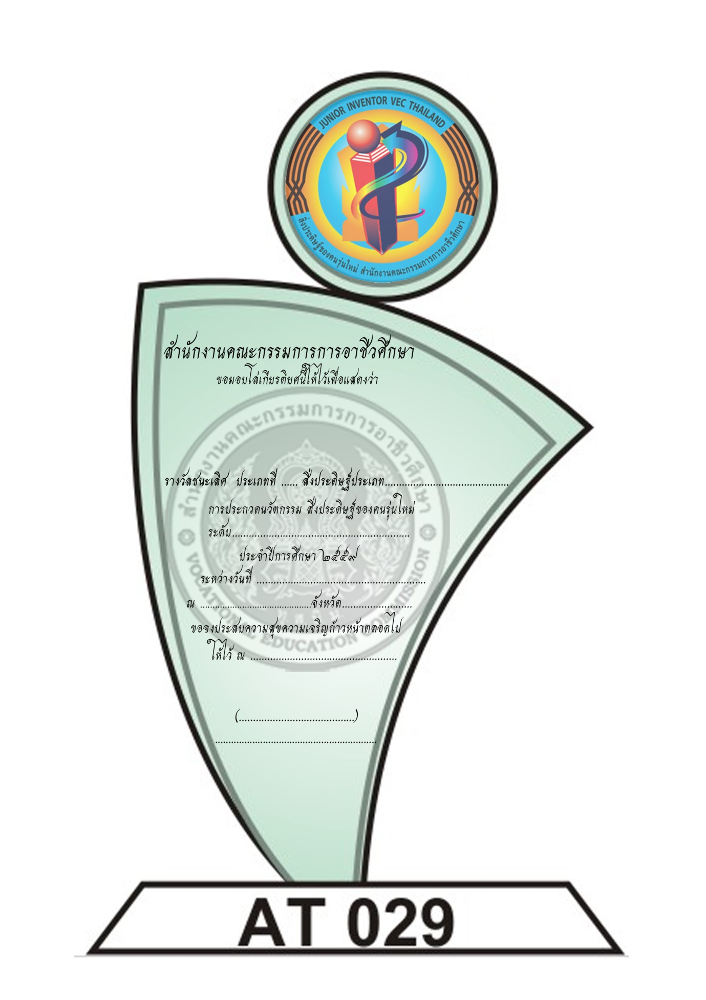 JUNIOR INVENTOR VEC THAILAND
สิ่งประดิษฐ์ของคนรุ่นใหม่ สำนักงานคณะกรรมการการอาชีวศึกษา
สำนักงานคณะกรรมการการอาชีวศึกษา
ขอมอบโล่เกียรติยศนี้ให้ไว้เพื่อแสดงว่า
สำนักงานคณะกรรมการการอาชีวศึกษา
รางวัลชนะเลิศ ประเภทที่ ...... สิ่งประดิษฐ์ประเภท............................................
การประกวดนวัตกรรม สิ่งประดิษฐ์ของคนรุ่นใหม่
ระดับ...............................................................
ประจำปีการศึกษา ๒๕๕๙
ระหว่างวันที่ ............................................................
ณ .............................................จังหวัด.........................
ขอจงประสบความสุขความเจริญก้าวหน้าตลอดไป
ให้ไว้ ณ ....................................................
VOCATIONAL EDUCATION COMMISSION
(.........................................)
................................................................
AT 029